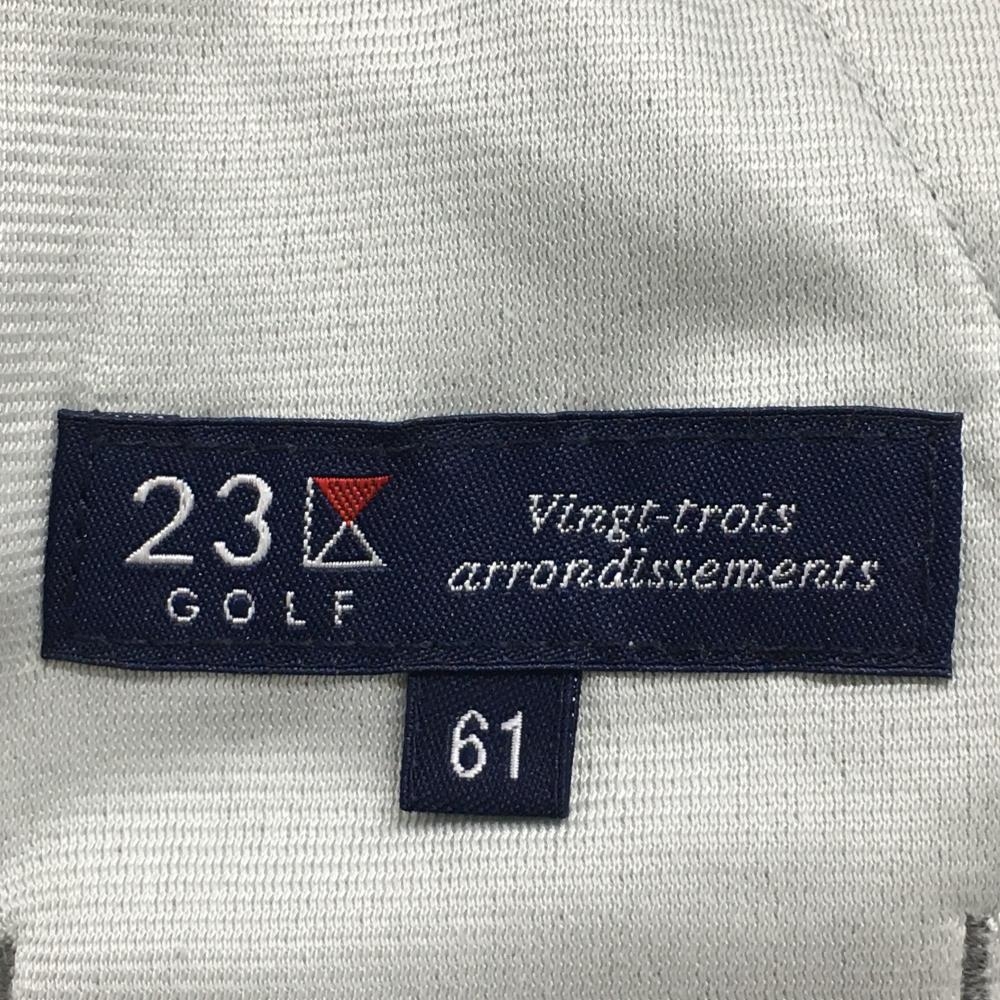 23
GOLF
Vingt-trois
arrondissements
61